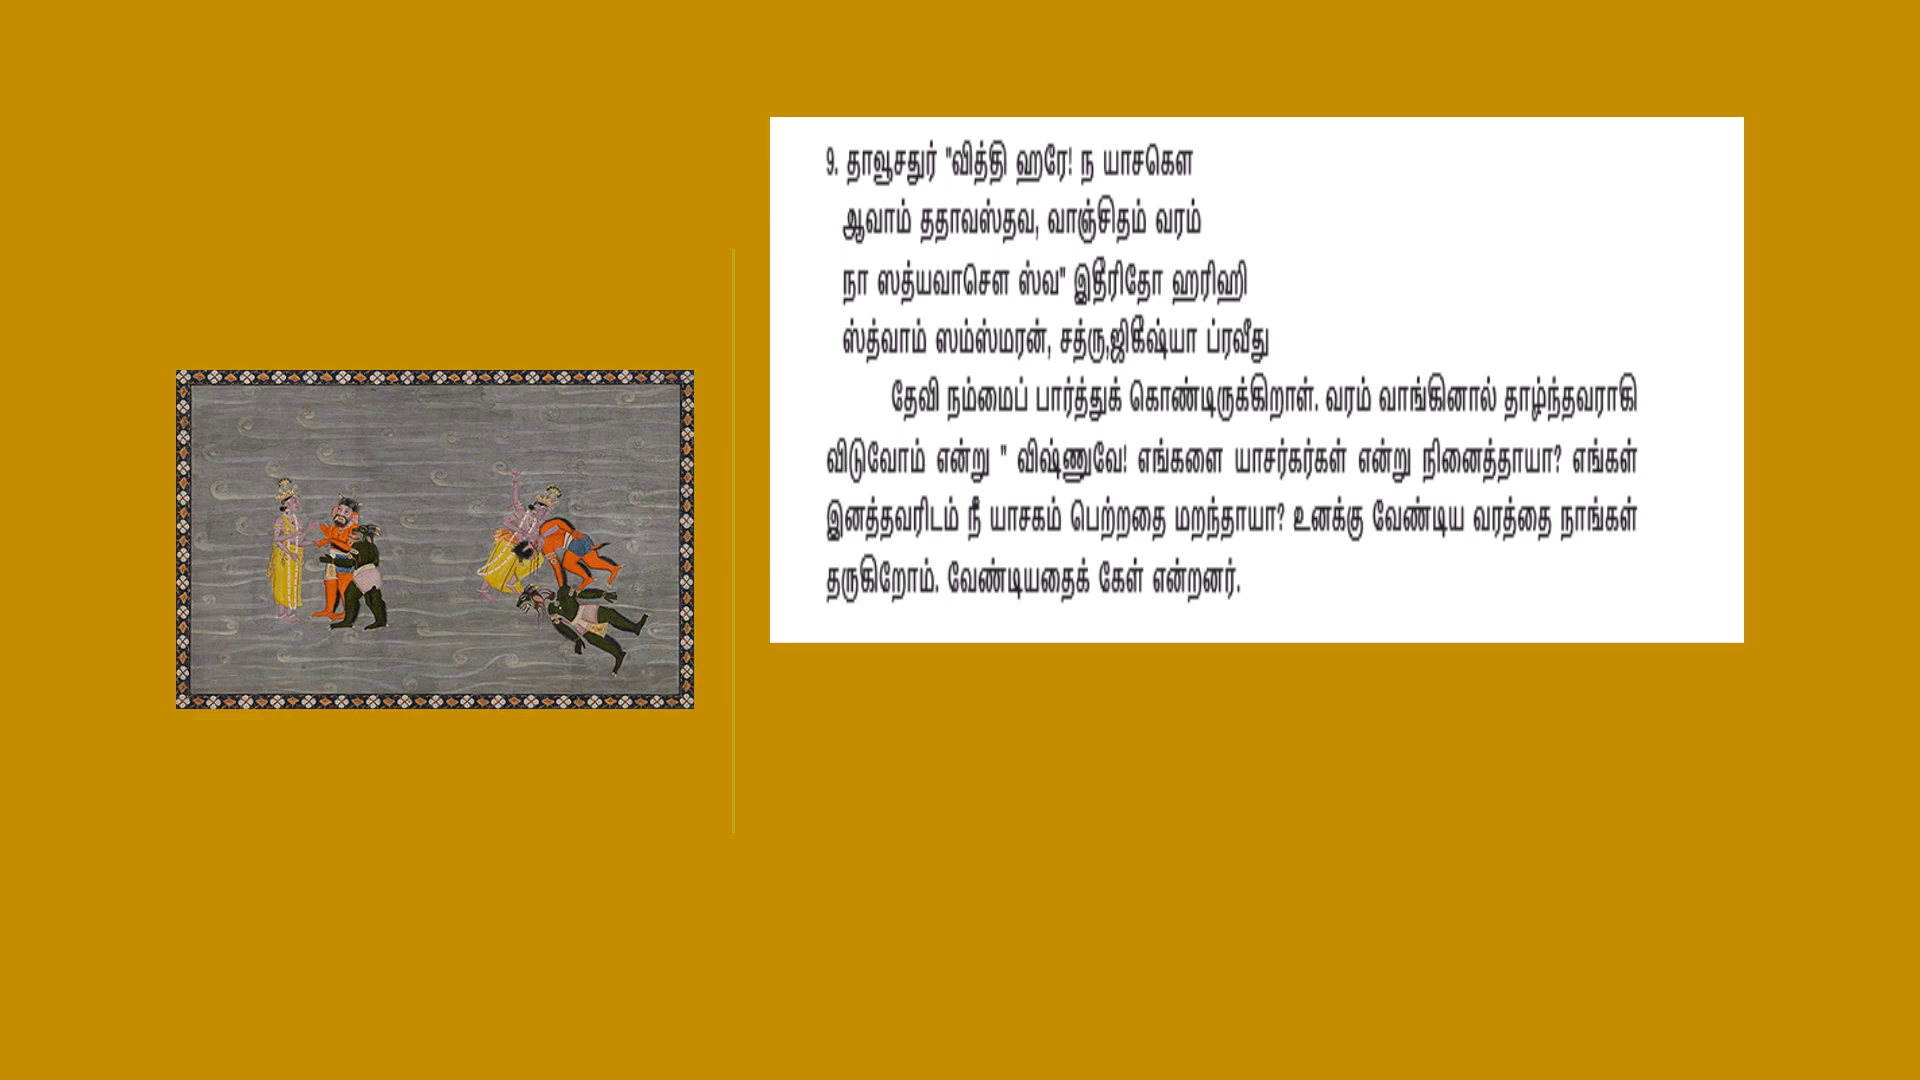 9. தாவூசதுர் "வித்தி ஹரே! ந யாசகௌ
ஆவாம் ததாவஸ்தவ, வாஞ்சிதம் வரம்
நா ஸத்யவாசௌ ஸ்வ" இதீரிதோ ஹரிஹி
ஸ்த்வாம் ஸம்ஸ்மரன், சத்ரு,ஜிகீஷ்யா ப்ரவீது
தேவி நம்மைப் பார்த்துக் கொண்டிருக்கிறாள். வரம் வாங்கினால் தாழ்ந்தவராகி
விடுவோம் என்று " விஷ்ணுவே! எங்களை யாசர்கர்கள் என்று நினைத்தாயா? எங்கள்
இனத்தவரிடம் நீ யாசகம் பெற்றதை மறந்தாயா? உனக்கு வேண்டிய வரத்தை நாங்கள்
தருகிறோம். வேண்டியதைக் கேள் என்றனர்.